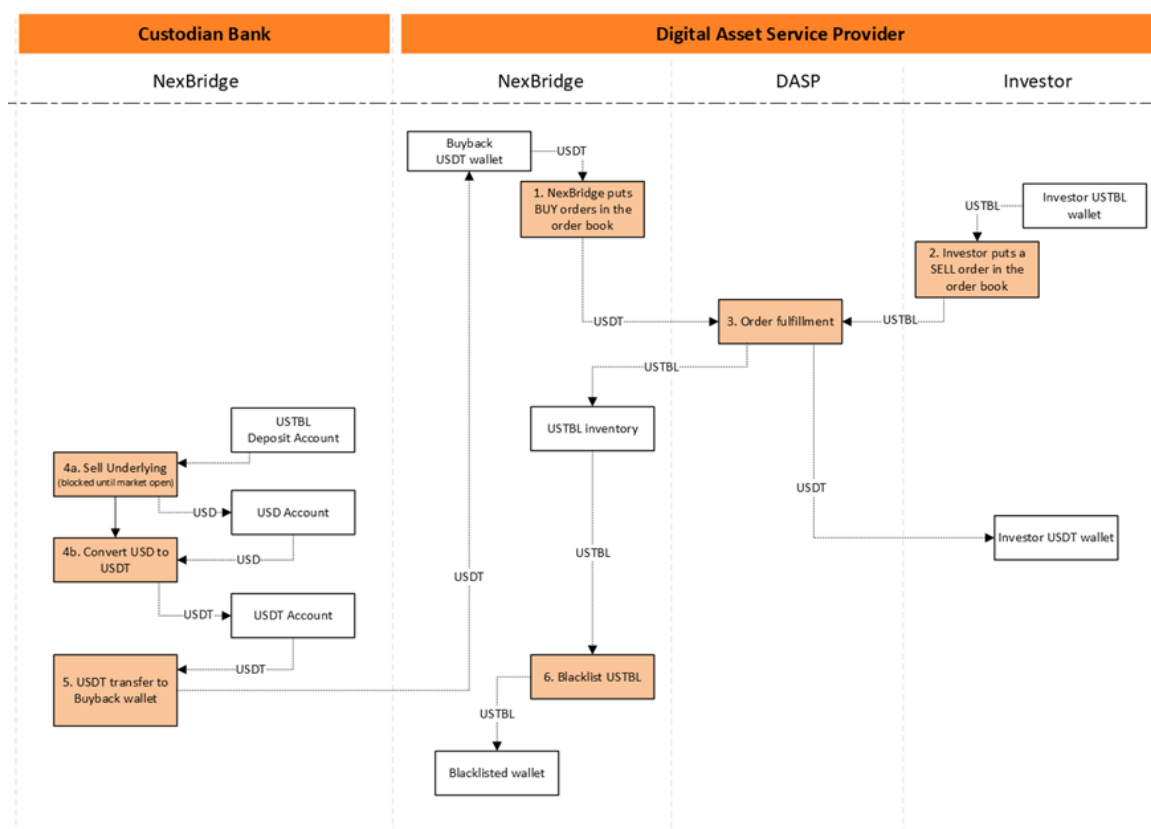 Custodian Bank
Digital Asset Service Provider
NexBridge
NexBridge
DASP
Investor
Buyback
USDT wallet
USDT
1. NexBridge puts
BUY orders in the
order book
Investor USTBL
wallet
USTBL
2. Investor puts a
SELL order in the
order book
USDT
3. Order fulfillment
USTBL
USTBL
USTBL inventory
USTBL
Deposit Account
4a. Sell Underlying
(blocked until market open)
USD
USD Account
USDT
Investor USDT wallet
4b. Convert USD to
USDT
USD
USTBL
USDT
USDT
USDT Account
USDT
5. USDT transfer to
Buyback wallet
6. Blacklist USTBL
USTBL
Blacklisted wallet